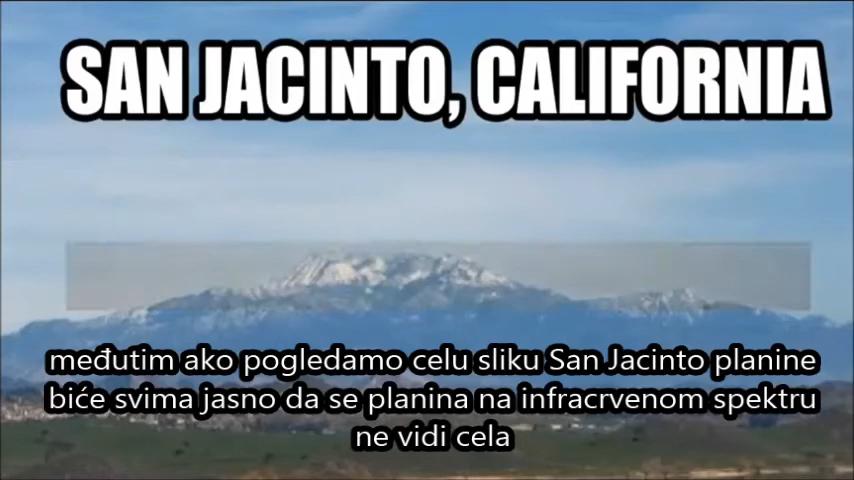 SAN JACINTO, CALIFORNIA
međutim ako pogledamo celu sliku San Jacinto planine
biće svima jasno da se planina na infracrvenom spektru
ne vidi cela